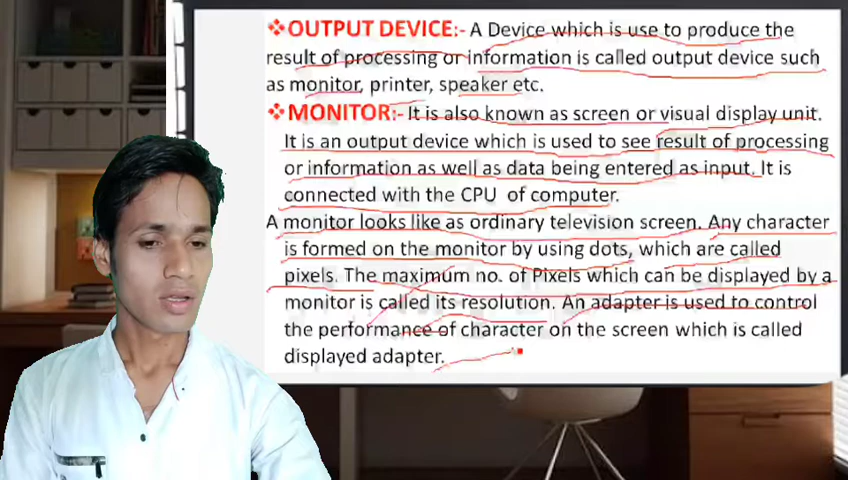 ❖OUTPUT DEVICE:- A Device which is use to produce the
result of processing or information is called output device such
as monitor, printer, speaker etc.
❖MONITOR:- It is also known as screen or visual display unit.
It is an output device which is used to see result of processing
or information as well as data being entered as input. It is
connected with the CPU of computer.
A monitor looks like as ordinary television screen. Any character
is formed on the monitor by using dots, which are called
pixels. The maximum no. of Pixels which can be displayed by a
monitor is called its resolution. An adapter is used to control
the performance of character on the screen which is called
displayed adapter.